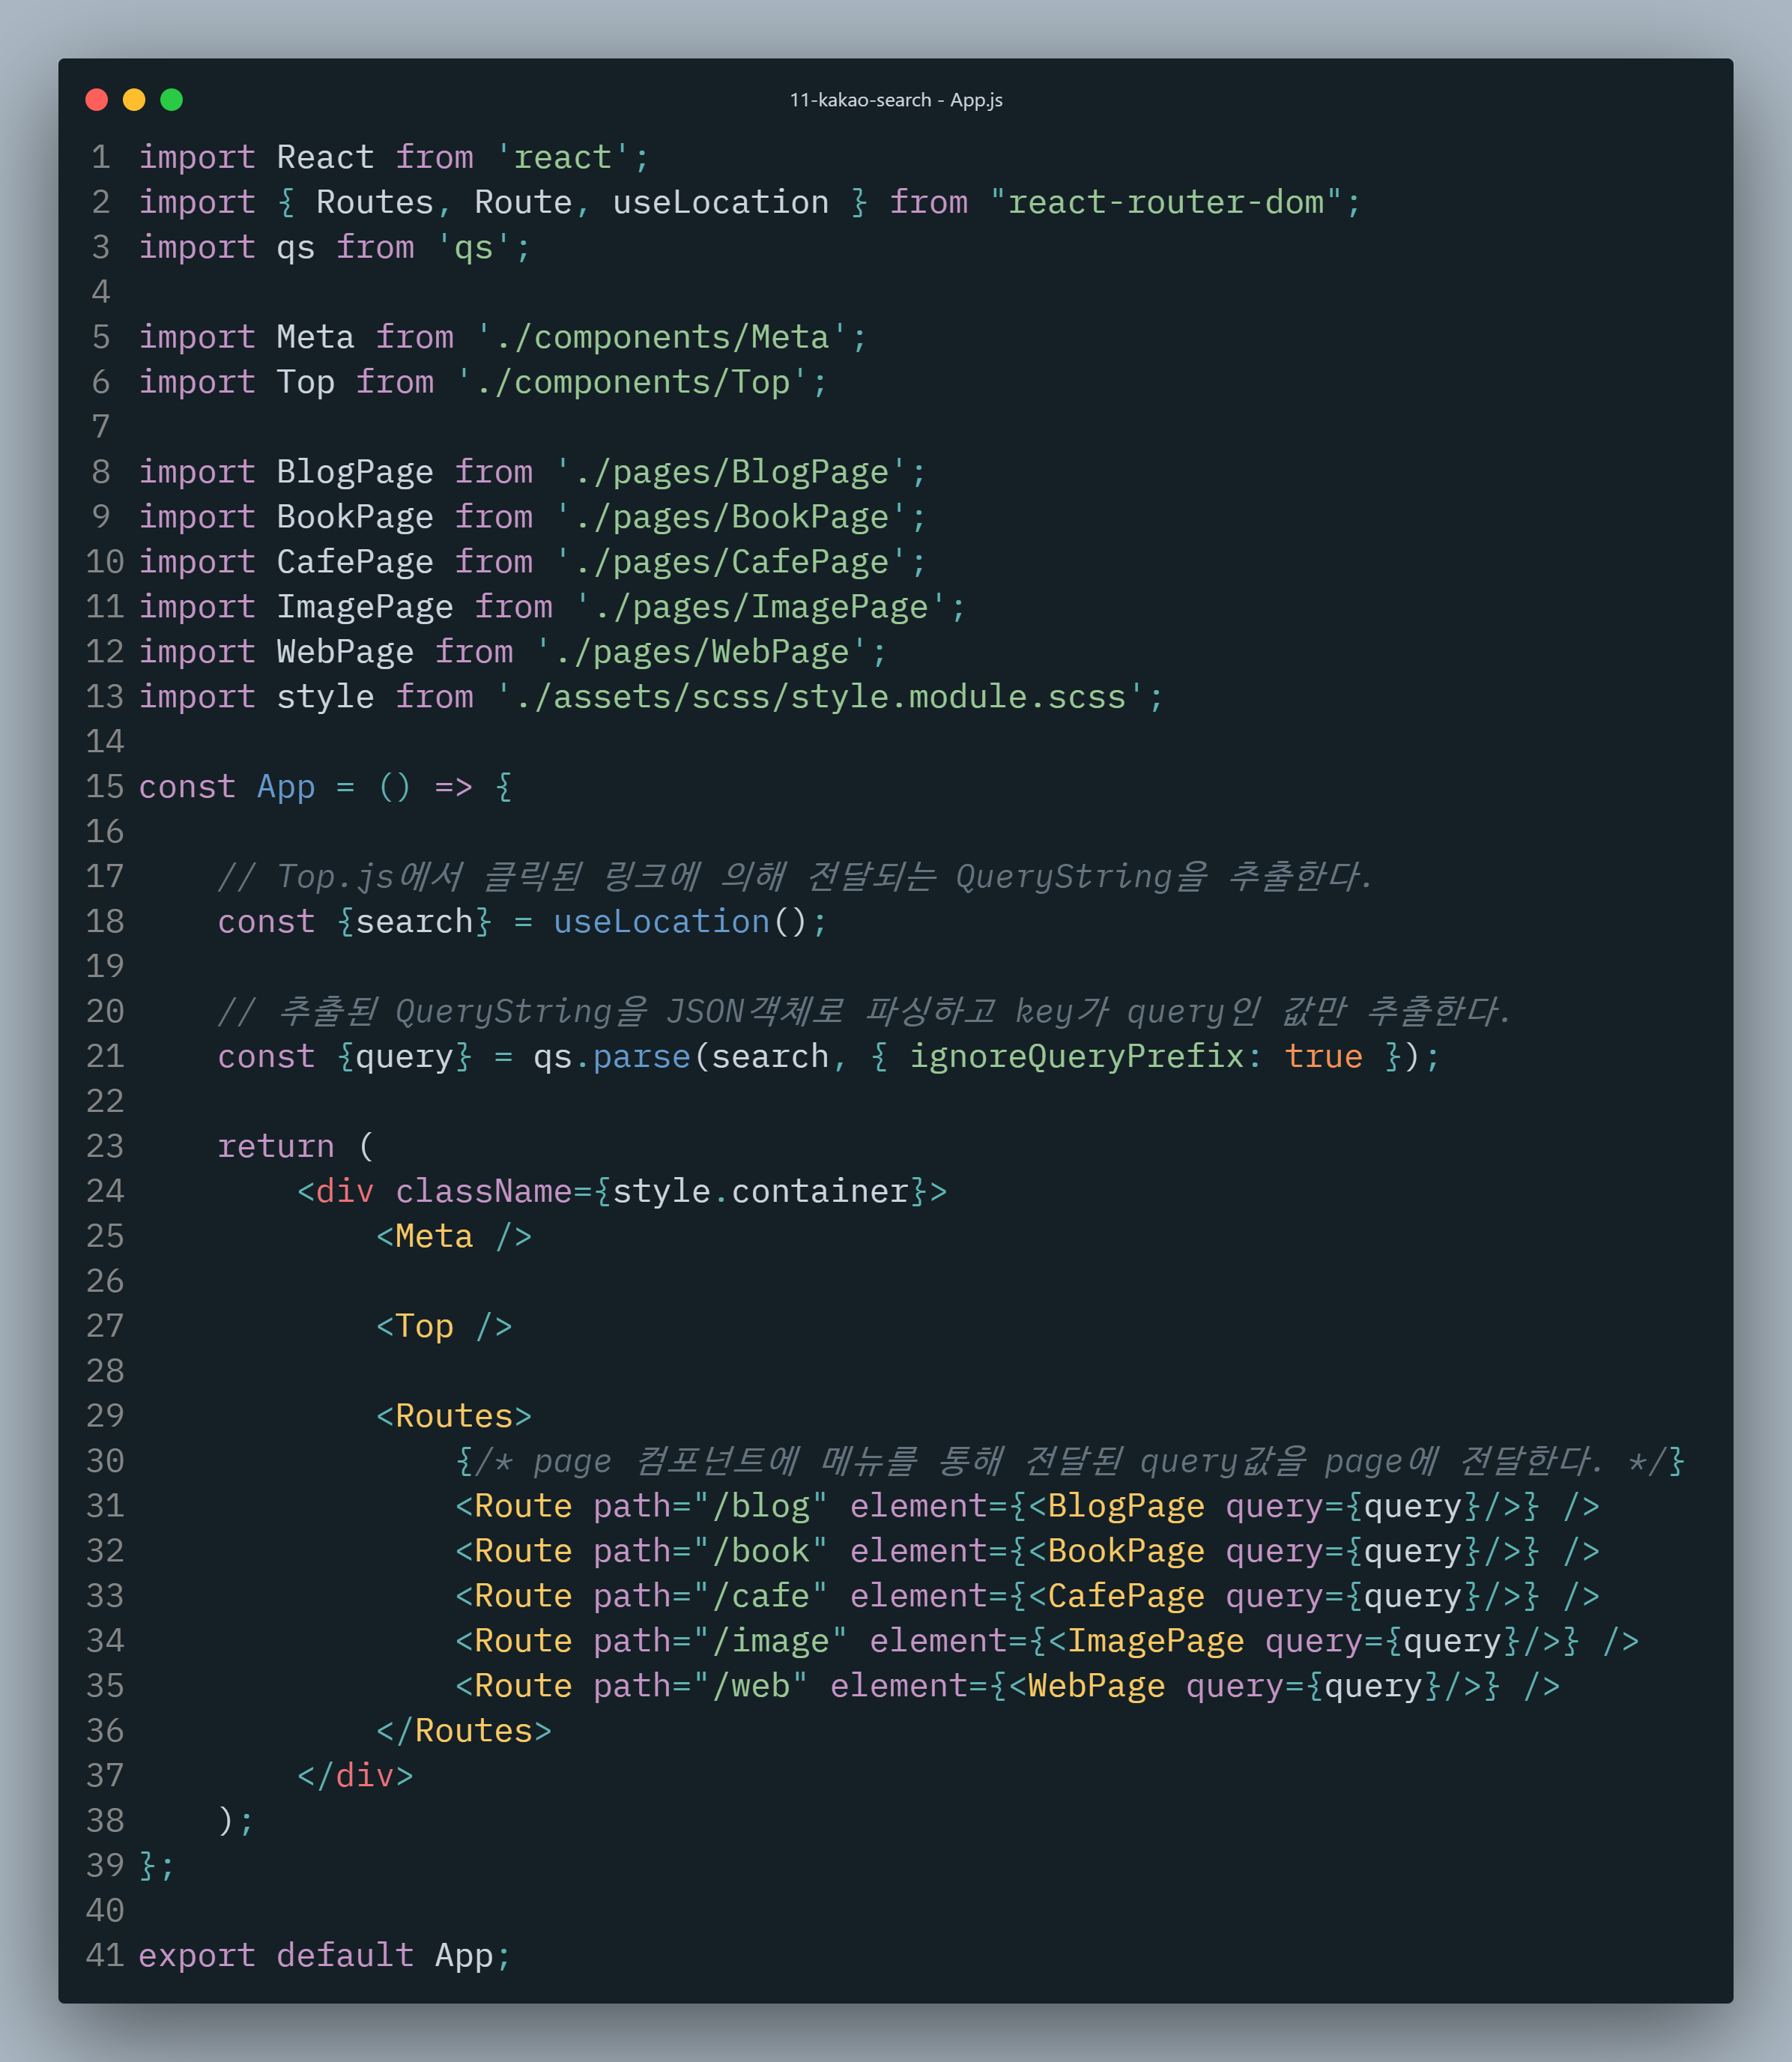 11-kakao-search - App.js
1 import React from 'react';
2 import { Routes, Route, useLocation } from "react-router-dom";
3 import qs from 'qs';
4
5 import Meta from './components/Meta';
6 import Top from './components/Top';
7
8 import BlogPage from './pages/BlogPage';
9 import BookPage from './pages/BookPage';
10 import CafePage from './pages/CafePage';
11 import ImagePage from './pages/ImagePage';
12 import WebPage from './pages/WebPage';
13 import style from './assets/scss/style.module.scss';
14
15 const App = () => {
16
17     // Top.js에서 클릭된 링크에 의해 전달되는 QueryString을 추출한다.
18     const {search} = useLocation();
19
20     // 추출된 QueryString을 JSON객체로 파싱하고 key가 query인 값만 추출한다.
21     const {query} = qs.parse(search, { ignoreQueryPrefix: true });
22
23     return (
24         <div className={style.container}>
25             <Meta />
26
27             <Top />
28
29             <Routes>
30                 {/* page 컴포넌트에 메뉴를 통해 전달된 query값을 page에 전달한다. */}
31                 <Route path="/blog" element={<BlogPage query={query}/>} />
32                 <Route path="/book" element={<BookPage query={query}/>} />
33                 <Route path="/cafe" element={<CafePage query={query}/>} />
34                 <Route path="/image" element={<ImagePage query={query}/>} />
35                 <Route path="/web" element={<WebPage query={query}/>} />
36             </Routes>
37         </div>
38     );
39 };
40
41 export default App;